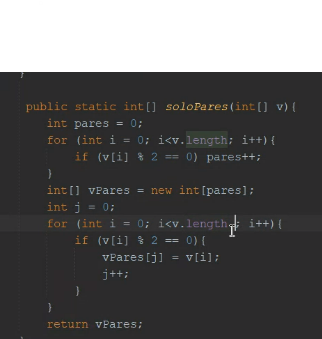 }
public static int[] soloPares(int[] v){
int pares = 0;
for (int i = 0; i<v.length; i++){
if (v[i] % 2 == 0) pares++;
}
int[] vPares = new int[pares];
int j = 0;
for (int i = 0; i<v.length; i++){
if (v[i] % 2 == 0){
vPares[j] = v[i];
j++;
}
}
return vPares;